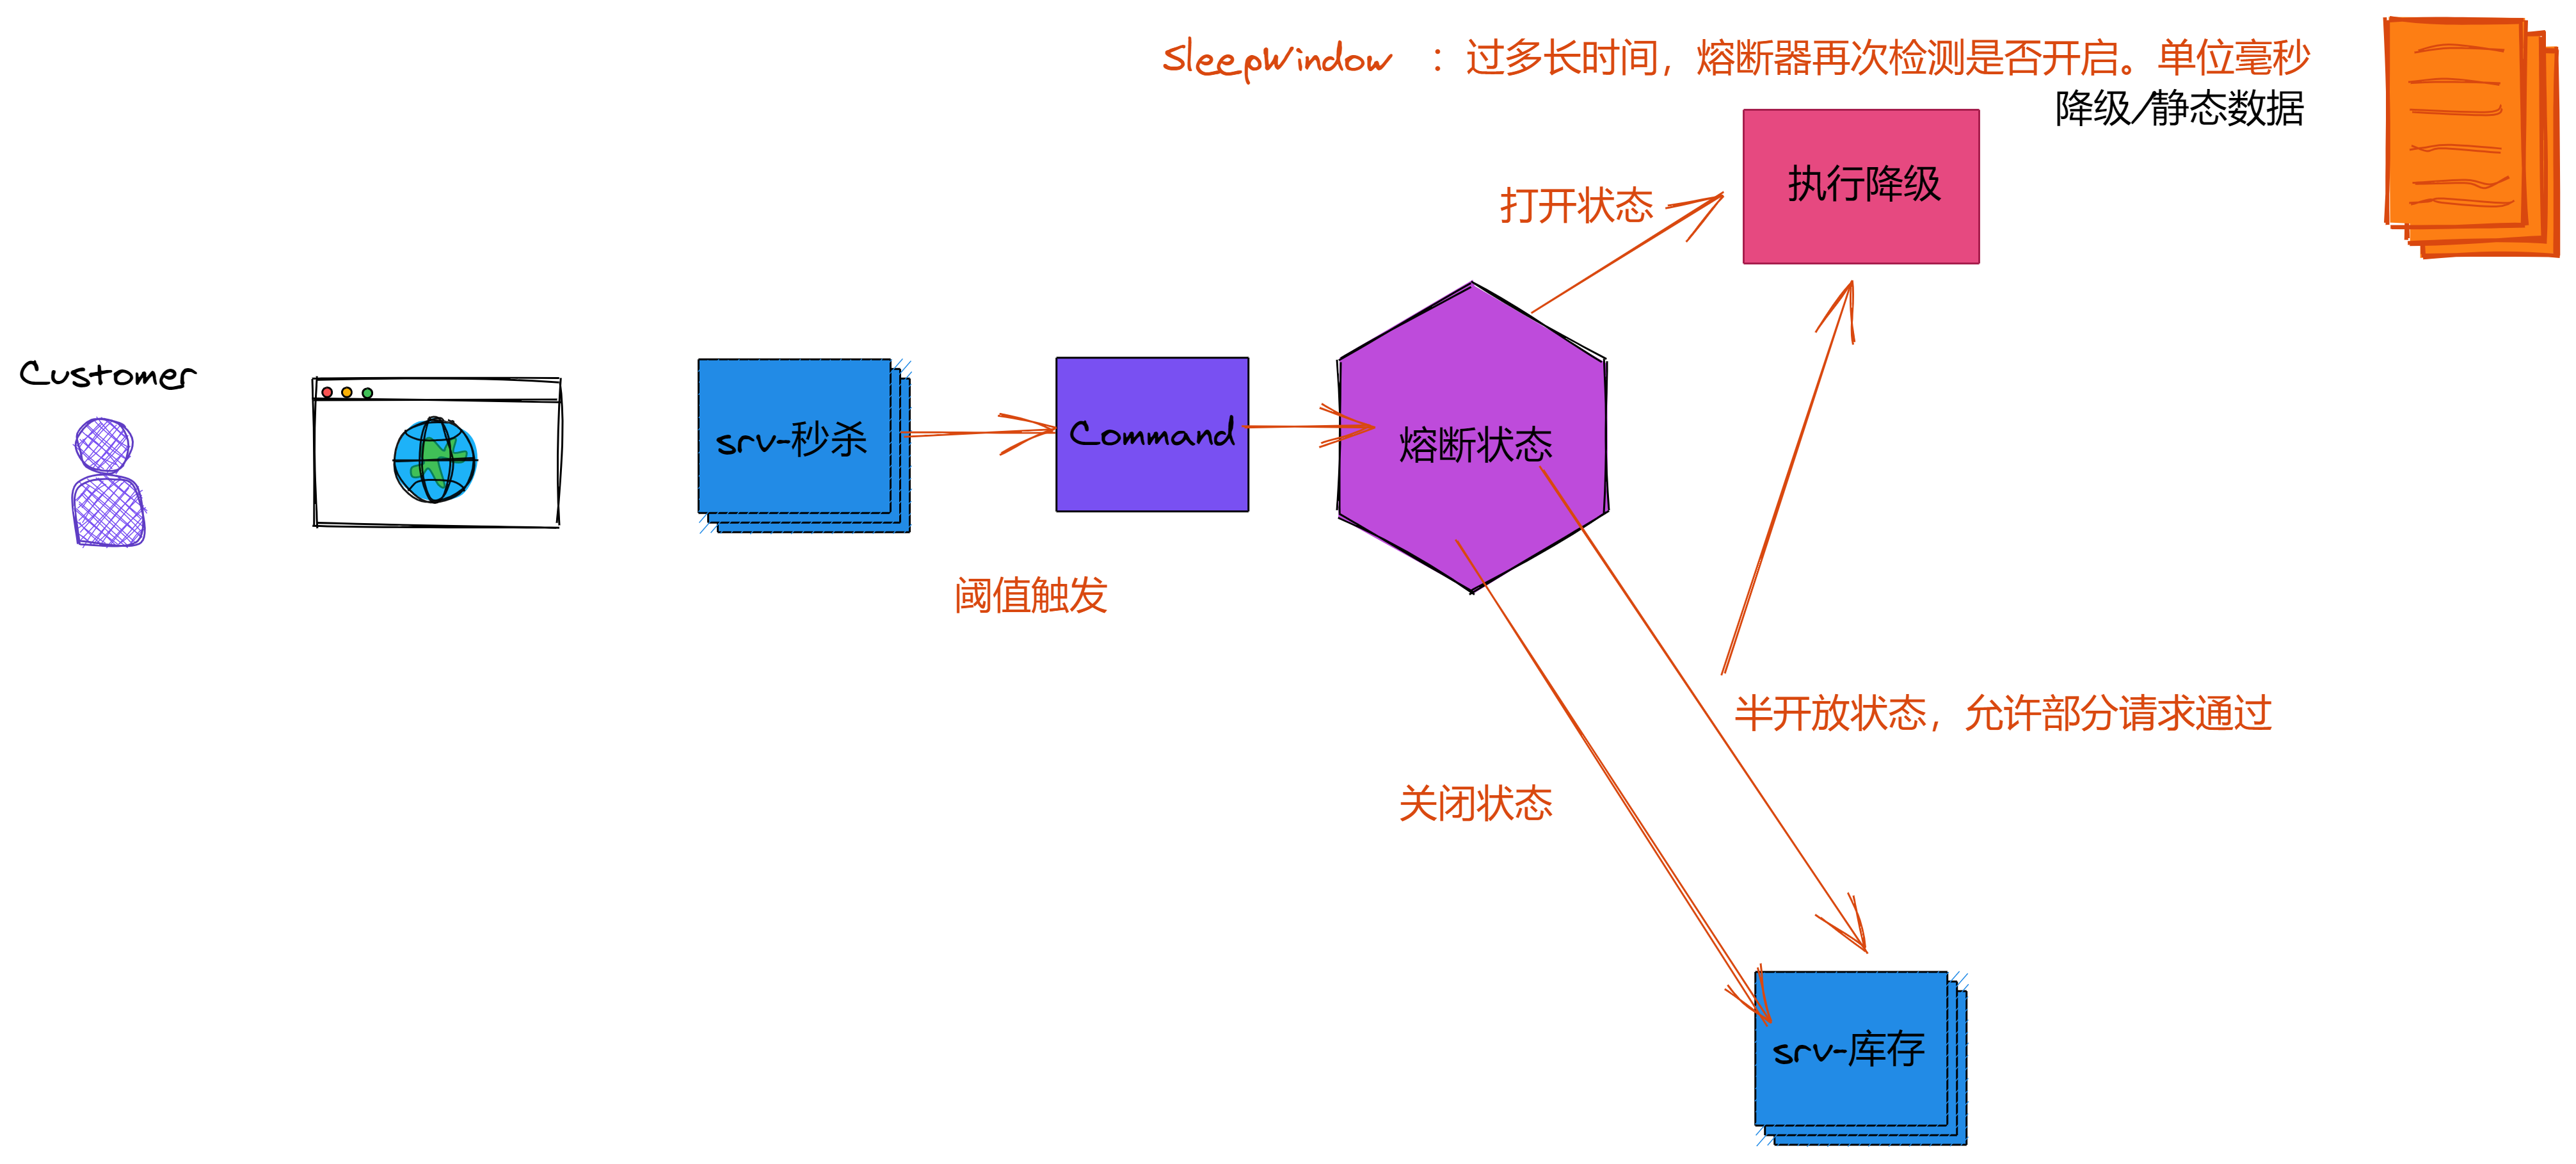 SleepWindow ：过多长时间，熔断器再次检测是否开启。单位毫秒
降级/静态数据
执行降级
打开状态
Customer
srv-秒杀
Command
熔断状态
阈值触发
半开放状态，允许部分请求通过
关闭状态
srv-库存